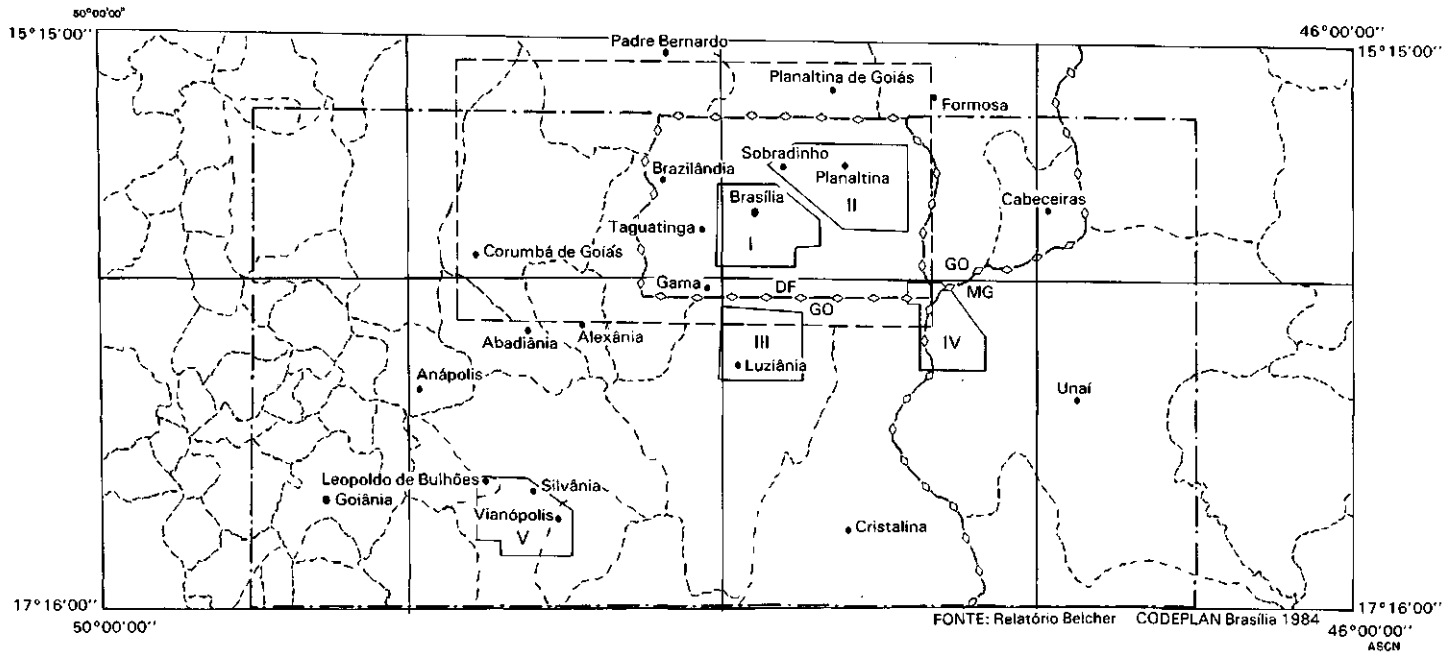 50°00'00"
15°15'00"
46°00'00"
15°15'00"
Padre Bernardo
Planaltina de Goiás
Formosa
Sobradinho
Brazilândia
Planaltina
Brasília
II
Cabeceiras
Taguatinga
I
Corumbá de Goiás
GO
Gama
DF
MG
GO
Abadiânia
Alexânia
III
IV
Luziânia
Anápolis
Unaí
Leopoldo de Bulhões
Silvânia
Goiânia
Vianópolis
V
Cristalina
17°16'00"
17°16'00"
50°00'00"
FONTE: Relatório Belcher CODEPLAN Brasília 1984
46°00'00"
ASCN